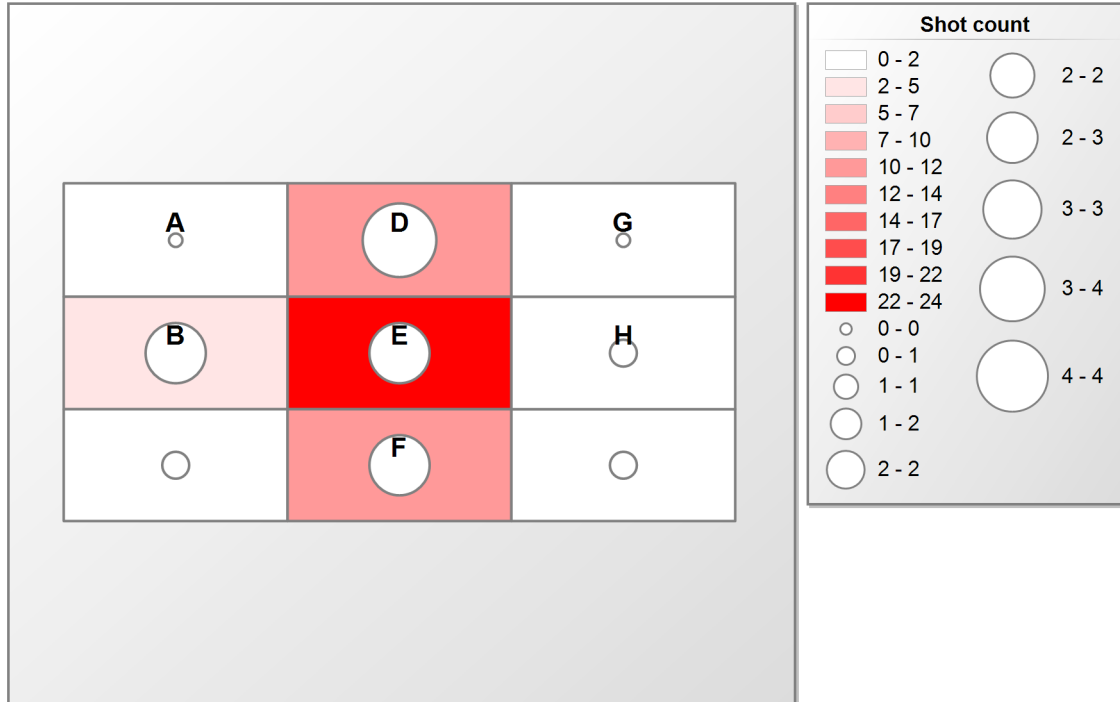 A
D
G
B
E
H
F
Shot count
0 - 2
2 - 5
5 - 7
7 - 10
10 - 12
12 - 14
14 - 17
17 - 19
19 - 22
22 - 24
0 - 0
0 - 1
1 - 1
1 - 2
2 - 2
2 - 2
2 - 3
3 - 3
3 - 4
4 - 4